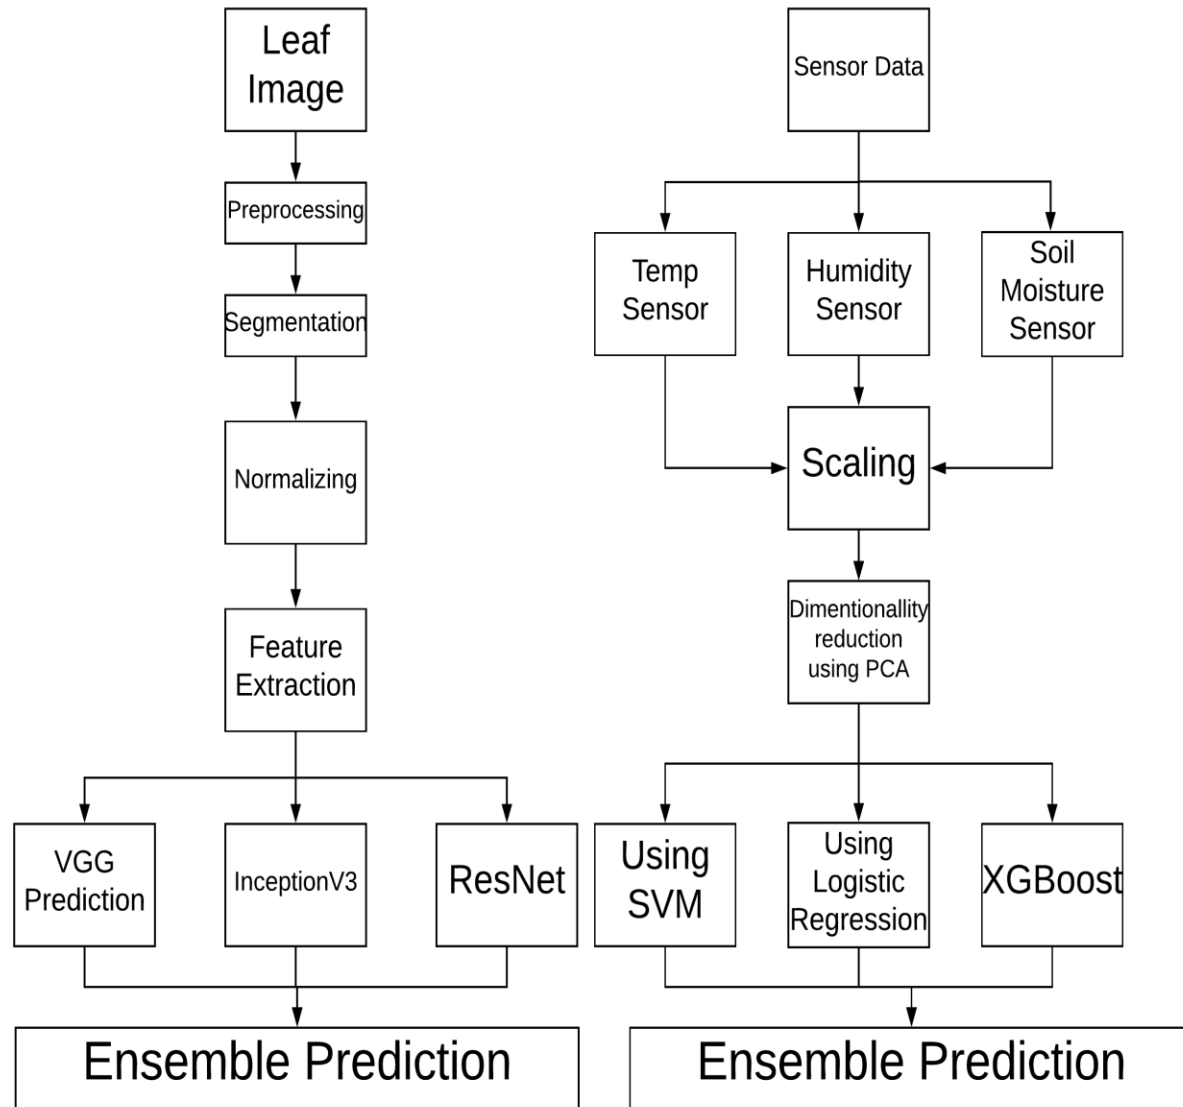 Leaf
Image
Preprocessing
Segmentation
Normalizing
Feature
Extraction
VGG
Prediction
InceptionV3
ResNet
Ensemble Prediction
Sensor Data
Temp
Sensor
Humidity
Sensor
Soil
Moisture
Sensor
Scaling
Dimentionallity
reduction
using PCA
Using
SVM
Using
Logistic
Regression
XGBoost
Ensemble Prediction